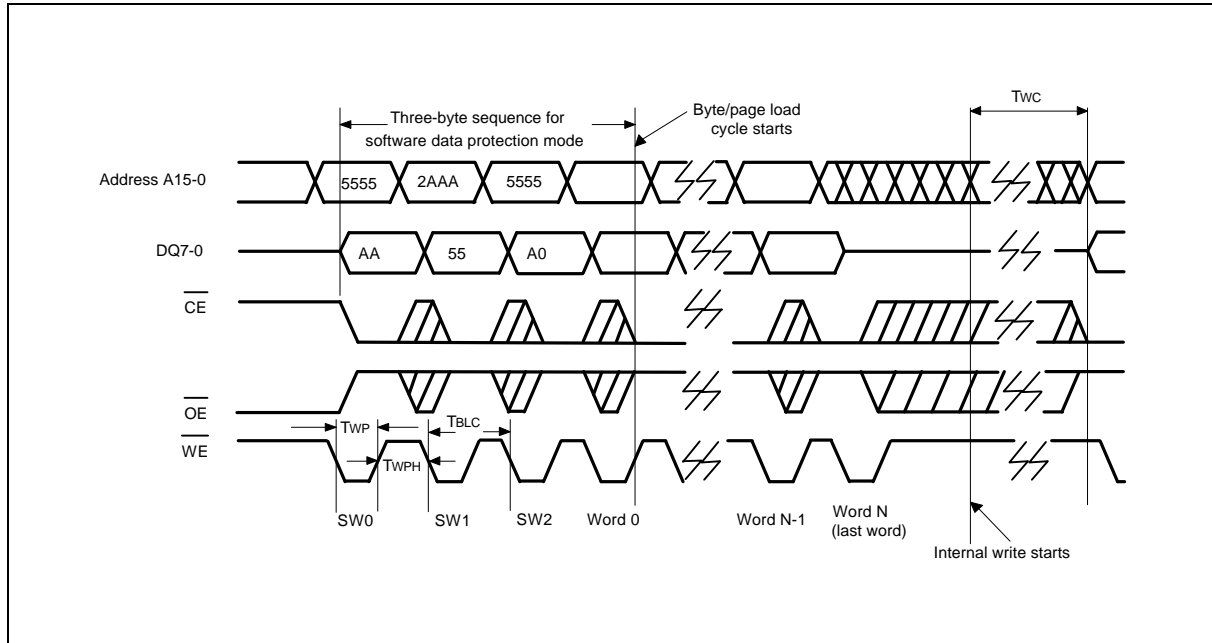 Three-byte sequence for
software data protection mode
Byte/page load
cycle starts
TWC
Address A15-0
5555
2AAA
5555
DQ7-0
AA
55
A0
CE
OE
TWP
TBLC
WE
TWPH
SW0
SW1
SW2
Word 0
Word N-1
Word N
(last word)
Internal write starts